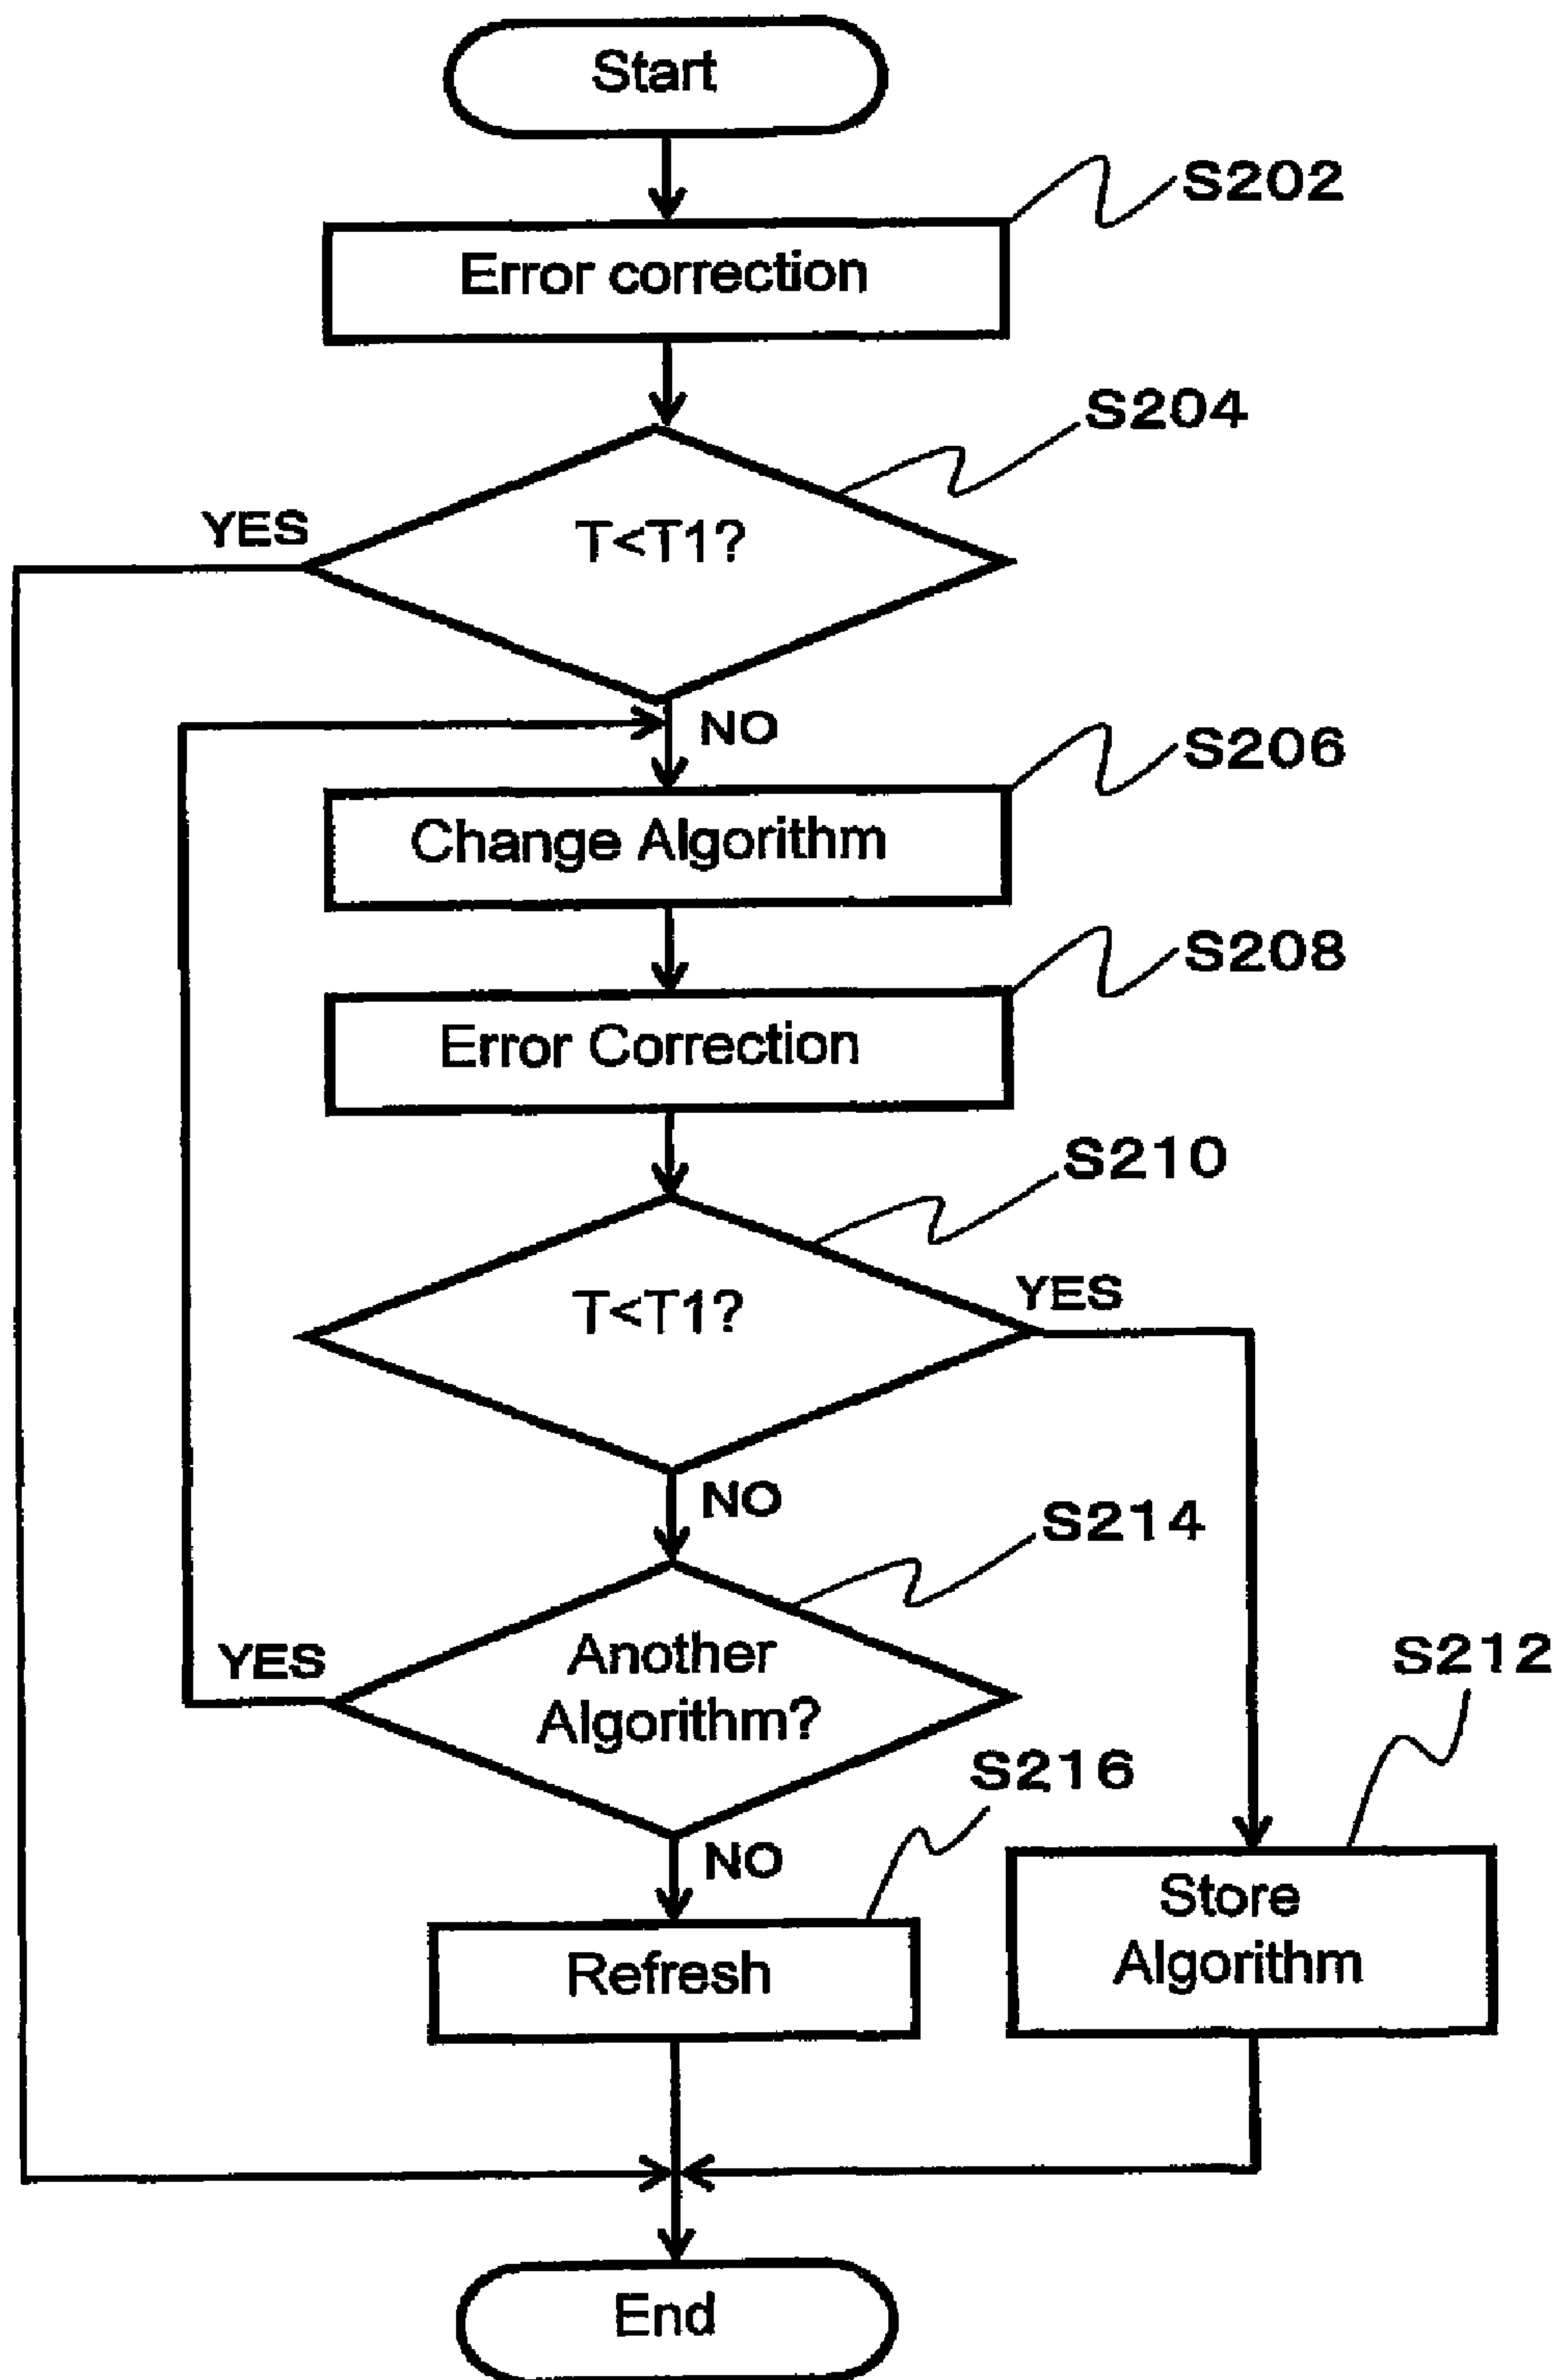 Start
S202
Error correction
S204
YES
T<T1?
NO
S206
Change Algorithm
S208
Error Correction
S210
YES
T<T1?
NO
S214
YES
Another
Algorithm?
S212
S216
NO
Store
Algorithm
Refresh
End